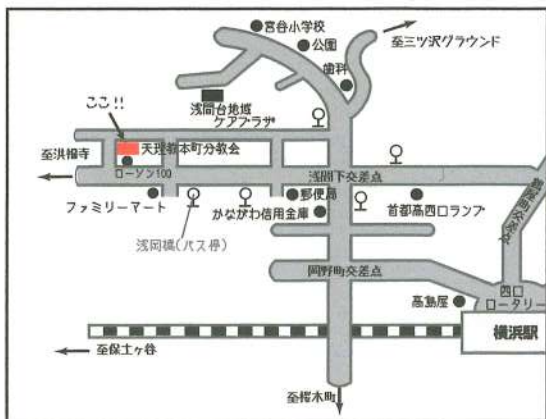 宮谷小学校
公園
至三ツ沢グラウンド
歯科
ここ!!
浅間台地域
ケアプラザ
天理教本町分教会
至洪福寺
ローソン100
浅間下交差点
ファミリーマート
郵便局
かながわ信用金庫
首都高西口ランプ
浅岡橋(バス停)
鶴屋町交差点
岡野町交差点
高島屋
西口
ロータリー
横浜駅
至保土ヶ谷
至桜木町